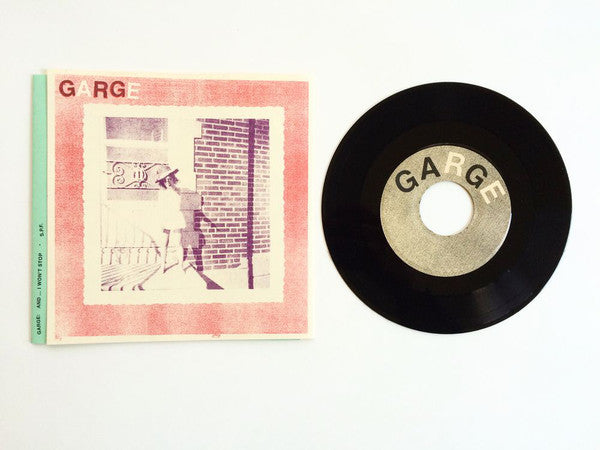 GARGE
GARGE: AND ... I WON'T STOP • S.P.F.
GARGE